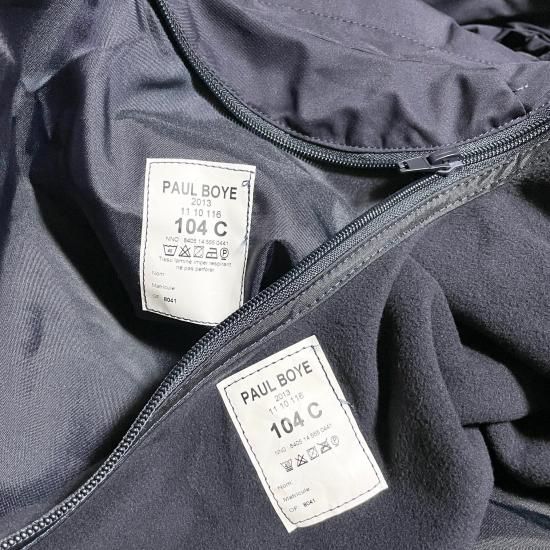 PAUL BOYE
2013
11 10 116
104 C
NNO : 8405 14 555 0441
Tissu laminé imper respirant
ne pas perforer
Nom
Matricule
OF 8041
PAUL BOYE
2013
11 10 116
104 C
NNO : 8405 14 555 0441
Nom
Matricule
OF 8041